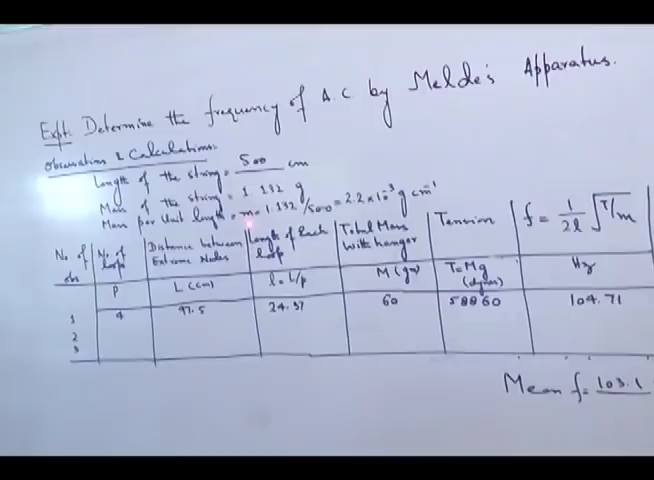 Expt: Determine the frequency of A.C. by Melde's Apparatus.
Observation & Calculations:
Length of the string = 500 cm
Mass of the string = 1.132 g
Mass per Unit length = m = 1.132/500 = 2.2 x 10⁻³ g cm⁻¹
No of obs | No. of loop | Distance between Extreme Nodes | Length of Each loop | Total Mass with hanger | Tension | f = 1/2l √T/m
P | L (cm) | l = L/p | M (gm) | T=Mg (dynes) | Hz
1 | 4 | 97.5 | 24.37 | 60 | 58860 | 104.71
2
3
Mean f = 103.1